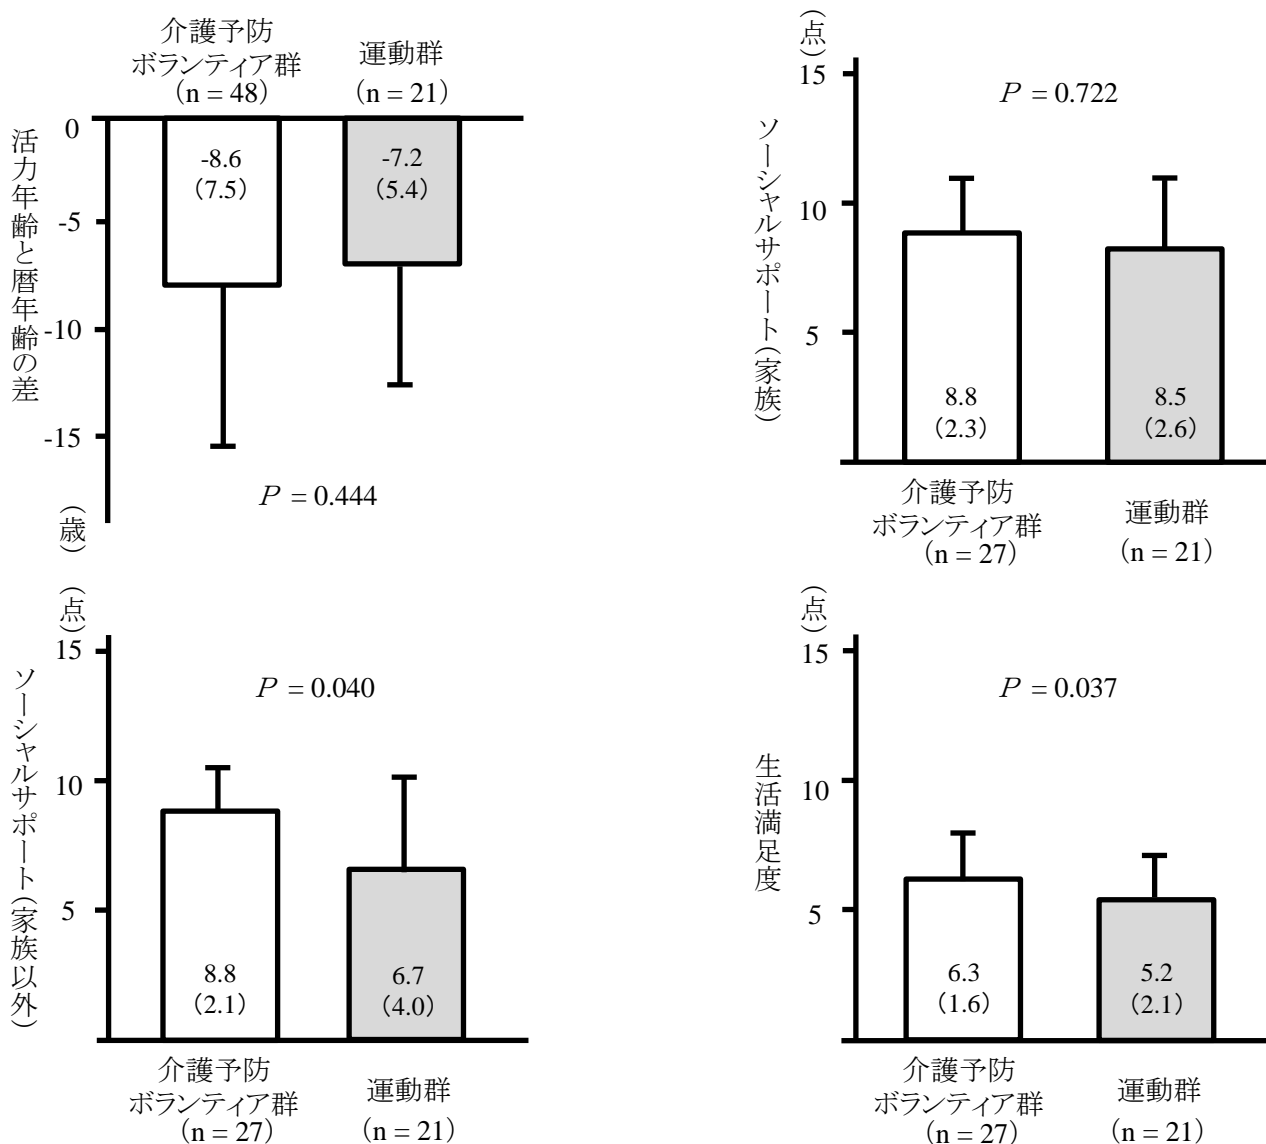 介護予防
ボランティア群
(n = 48)
運動群
(n = 21)
活力年齢と暦年齢の差
(歳)
0
-5
-10
-15
-8.6
(7.5)
-7.2
(5.4)
P = 0.444
(点)
ソーシャルサポート(家族)
15
10
5
P = 0.722
8.8
(2.3)
8.5
(2.6)
介護予防
ボランティア群
(n = 27)
運動群
(n = 21)
(点)
ソーシャルサポート(家族以外)
15
10
5
P = 0.040
8.8
(2.1)
6.7
(4.0)
介護予防
ボランティア群
(n = 27)
運動群
(n = 21)
(点)
生活満足度
15
10
5
P = 0.037
6.3
(1.6)
5.2
(2.1)
介護予防
ボランティア群
(n = 27)
運動群
(n = 21)